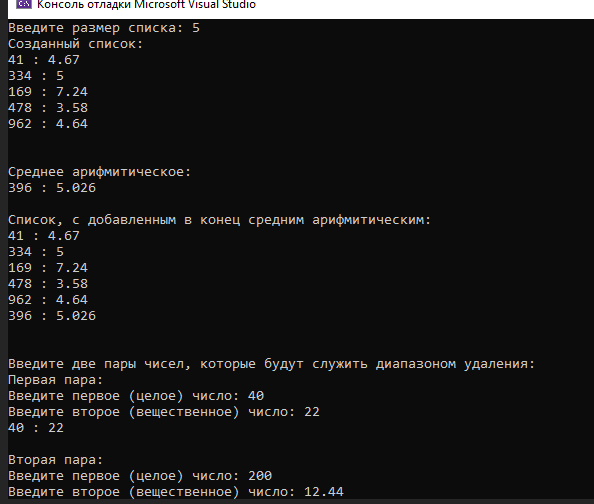 Консоль отладки Microsoft Visual Studio
Введите размер списка: 5
Созданный список:
41 : 4.67
334 : 5
169 : 7.24
478 : 3.58
962 : 4.64
Среднее арифмитическое:
396 : 5.026
Список, с добавленным в конец средним арифмитическим:
41 : 4.67
334 : 5
169 : 7.24
478 : 3.58
962 : 4.64
396 : 5.026
Введите две пары чисел, которые будут служить диапазоном удаления:
Первая пара:
Введите первое (целое) число: 40
Введите второе (вещественное) число: 22
40 : 22
Вторая пара:
Введите первое (целое) число: 200
Введите второе (вещественное) число: 12.44